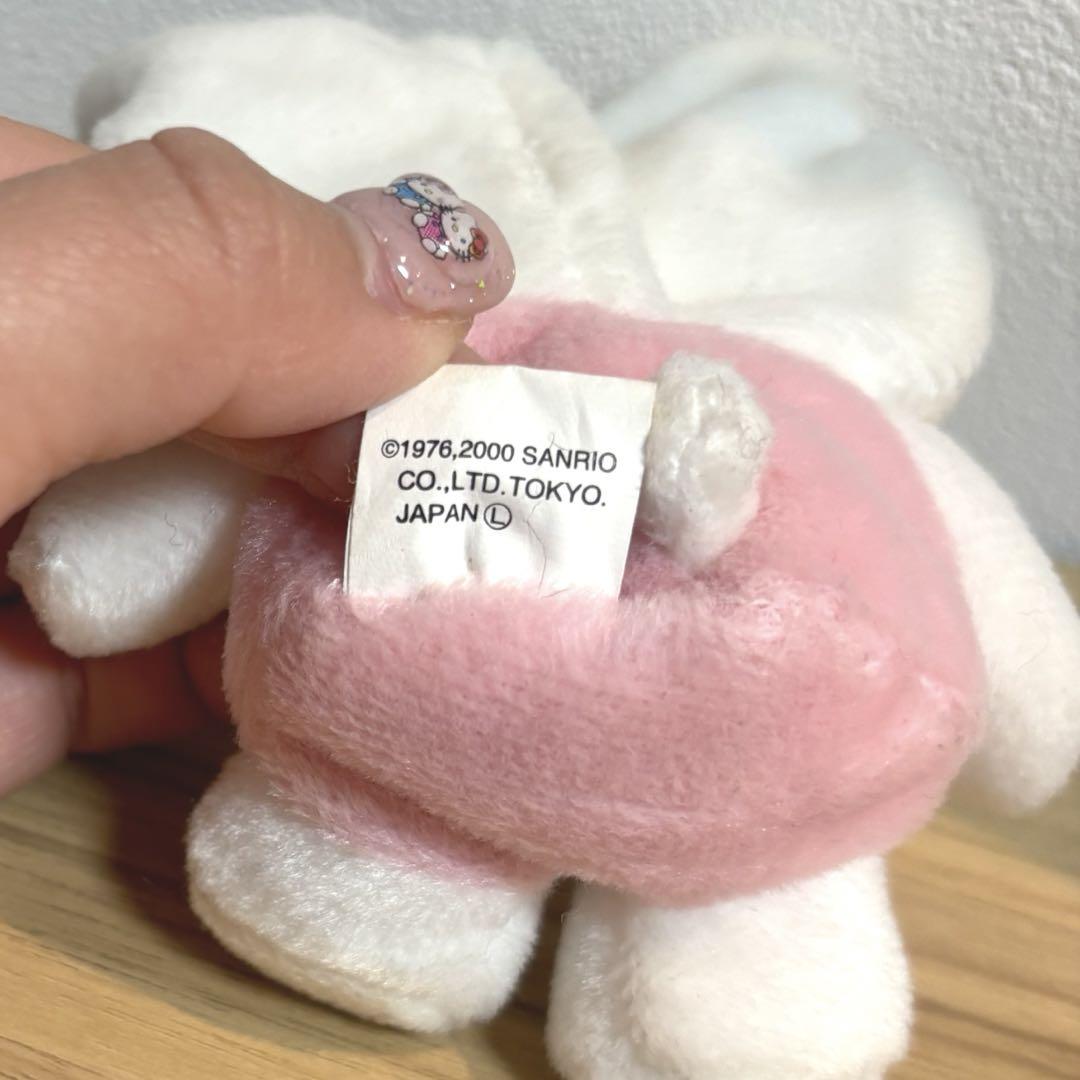 ©1976,2000 SANRIO
CO.,LTD.TOKYO.
JAPAN Ⓛ